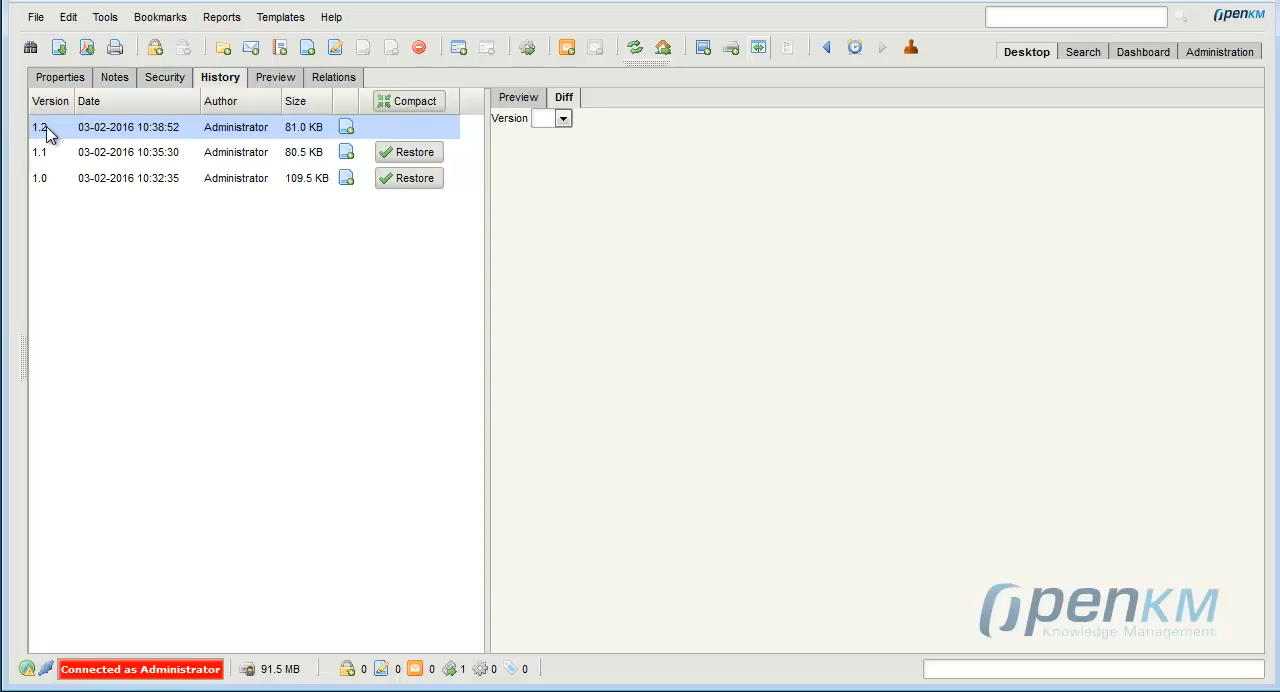 File Edit Tools Bookmarks Reports Templates Help
OpenKM
Desktop Search Dashboard Administration
Properties Notes Security History Preview Relations
Version Date Author Size Compact
1.2 03-02-2016 10:38:52 Administrator 81.0 KB
1.1 03-02-2016 10:35:30 Administrator 80.5 KB Restore
1.0 03-02-2016 10:32:35 Administrator 109.5 KB Restore
Preview Diff
Version
OpenKM
Knowledge Management
Connected as Administrator 91.5 MB 0 0 0 1 0 0